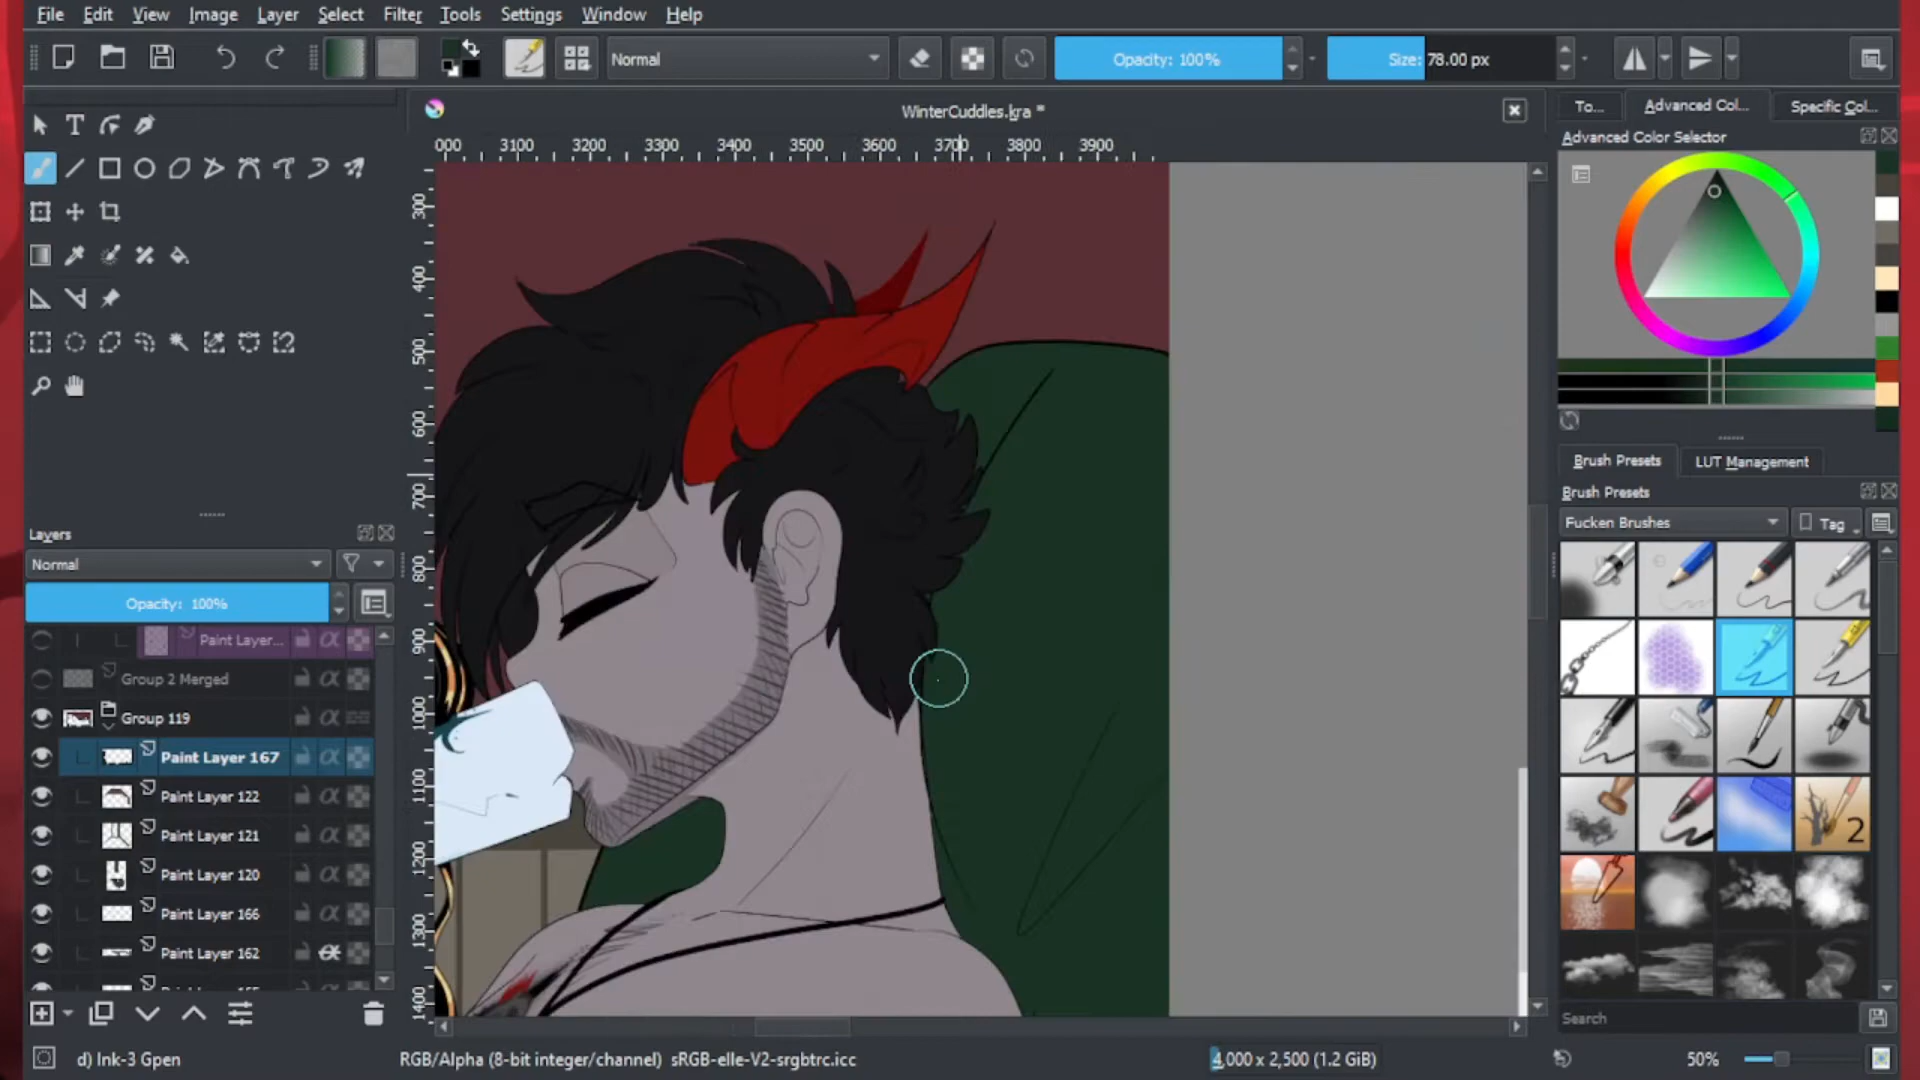 File Edit View Image Layer Select Filter Tools Settings Window Help
Normal
Opacity: 100%
Size: 78.00 px
WinterCuddles.kra *
To...
Advanced Col...
Specific Col...
Advanced Color Selector
000 3100 3200 3300 3400 3500 3600 3700 3800 3900
300
400
500
600
700
800
900
1000
1100
1200
1300
1400
Layers
Normal
Opacity: 100%
Paint Layer...
Group 2 Merged
Group 119
Paint Layer 167
Paint Layer 122
Paint Layer 121
Paint Layer 120
Paint Layer 166
Paint Layer 162
Brush Presets
LUT Management
Brush Presets
Fucken Brushes
Tag
2
Search
d) Ink-3 Gpen
RGB/Alpha (8-bit integer/channel) sRGB-elle-V2-srgbtrc.icc
4,000 x 2,500 (1.2 GiB)
50%